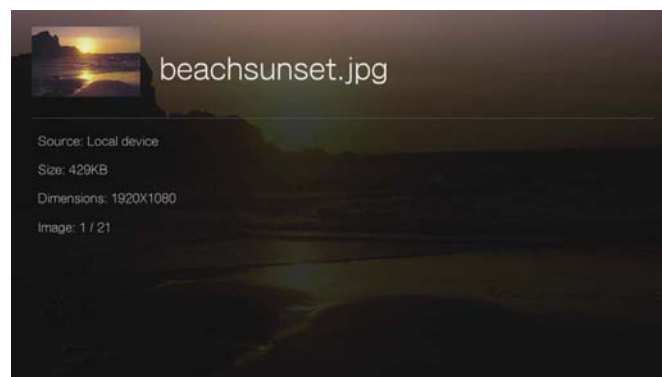 beachsunset.jpg
Source: Local device
Size: 429KB
Dimensions: 1920X1080
Image: 1 / 21